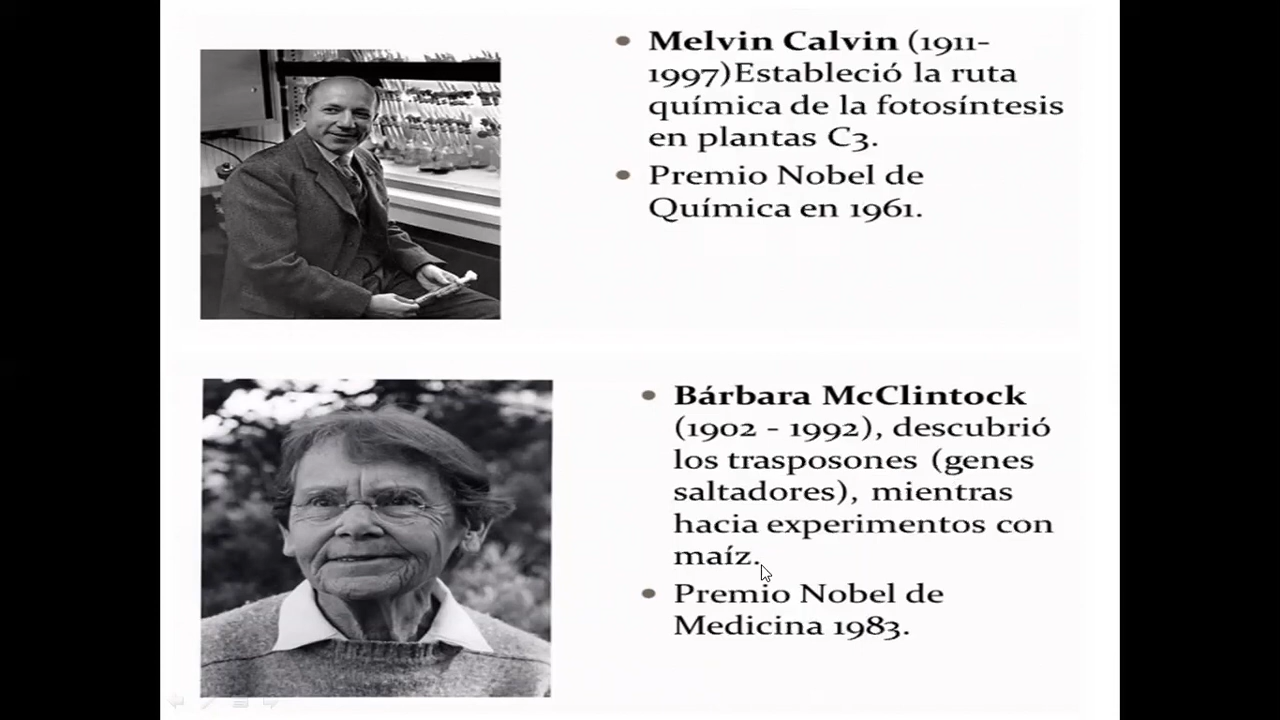 Melvin Calvin (1911-
1997)Estableció la ruta
química de la fotosíntesis
en plantas C3.
Premio Nobel de
Química en 1961.
Bárbara McClintock
(1902 - 1992), descubrió
los trasposones (genes
saltadores), mientras
hacia experimentos con
maíz.
Premio Nobel de
Medicina 1983.